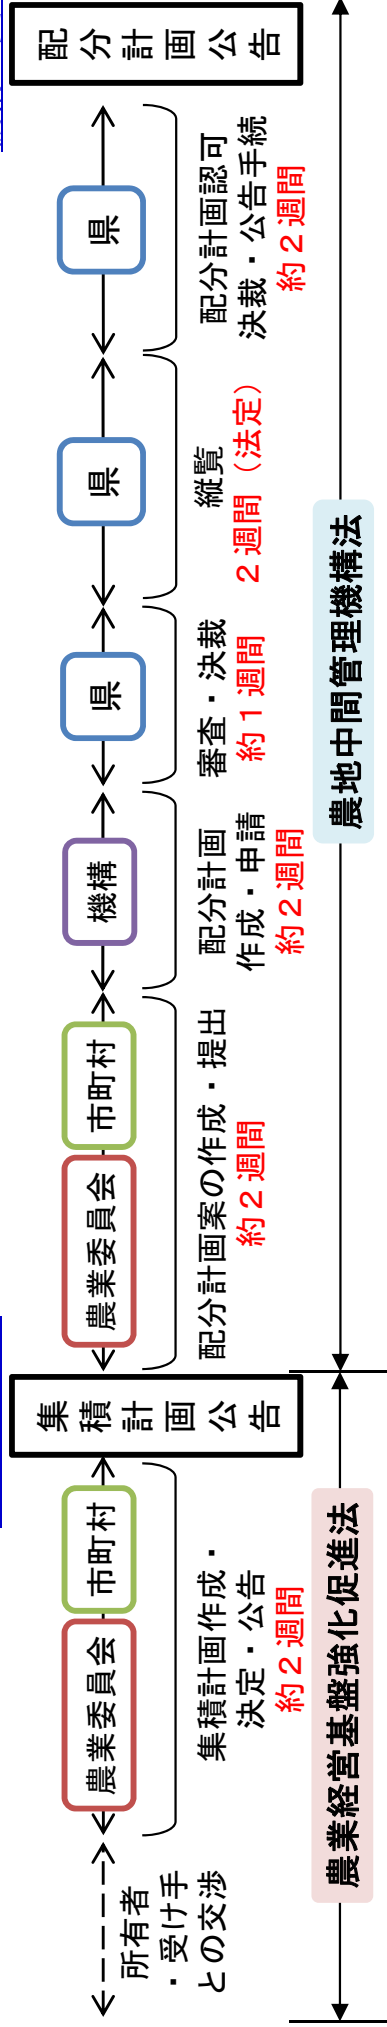 所有者
・受け手
との交渉
農業委員会
市町村
集積計画作成・
決定・公告
約２週間
集積計画公告
農業委員会
市町村
配分計画案の作成・提出
約２週間
機構
配分計画
作成・申請
約２週間
県
審査・決裁
約１週間
県
縦覧
２週間（法定）
県
配分計画認可
決裁・公告手続
約２週間
配分計画公告
農業経営基盤強化促進法
農地中間管理機構法